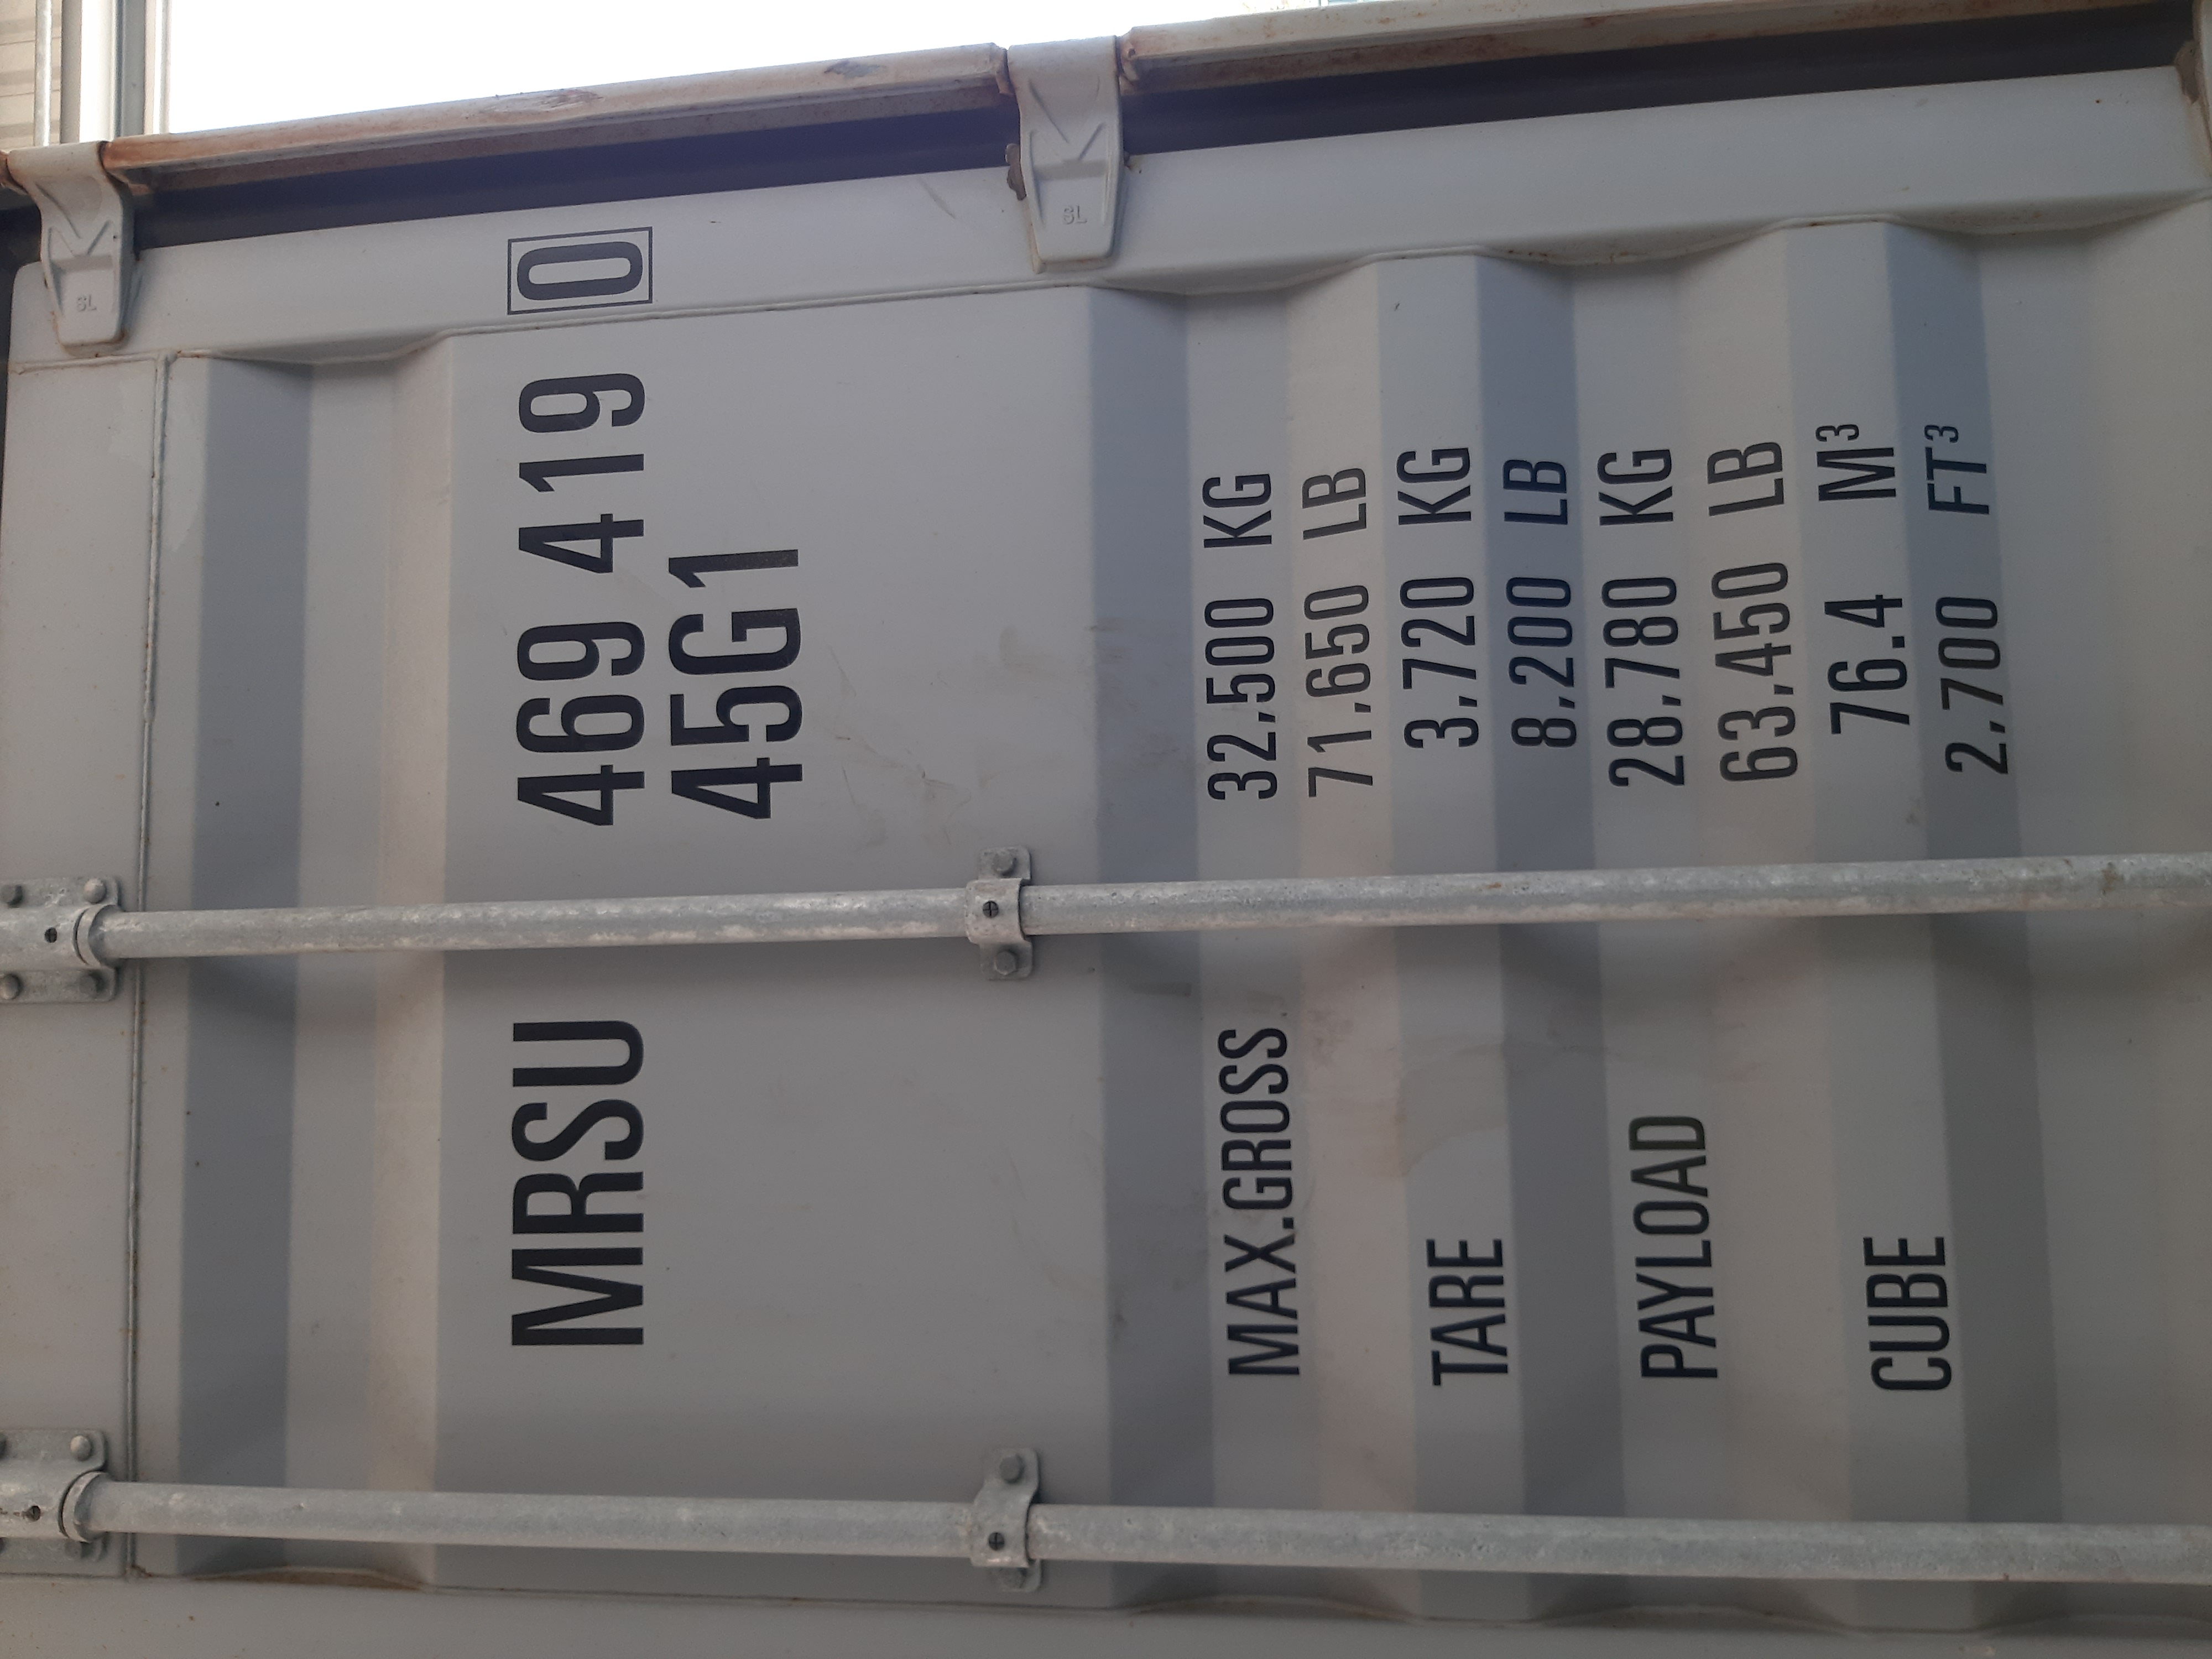 MRSU 469 419 0
45G1
MAX.GROSS 32.500 KG
71.650 LB
TARE 3.720 KG
8.200 LB
PAYLOAD 28.780 KG
63.450 LB
CUBE 76.4 M³
2.700 FT³
SL
SL